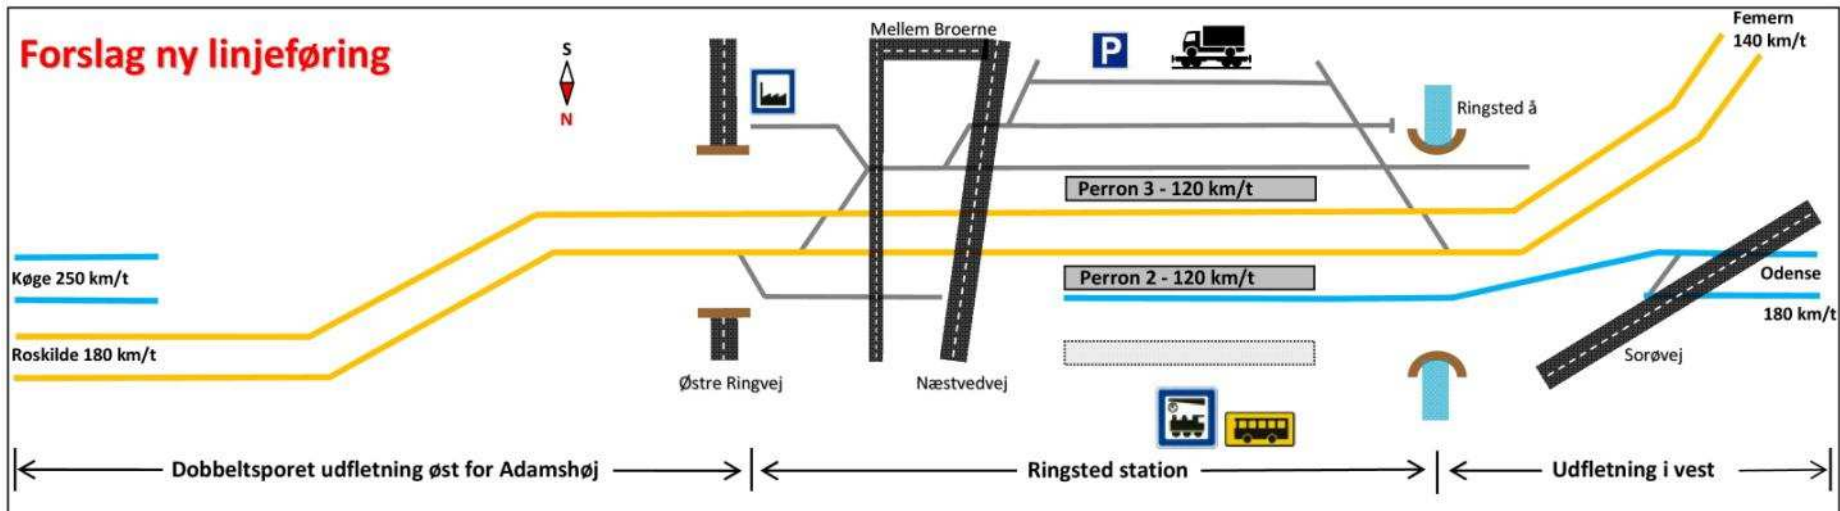 Forslag ny linjeføring
S
N
Mellem Broerne
P
Femern
140 km/t
Ringsted å
Perron 3 - 120 km/t
Køge 250 km/t
Perron 2 - 120 km/t
Odense
180 km/t
Roskilde 180 km/t
Sorøvej
Østre Ringvej
Næstvedvej
Dobbeltsporet udfletning øst for Adamshøj
Ringsted station
Udfletning i vest